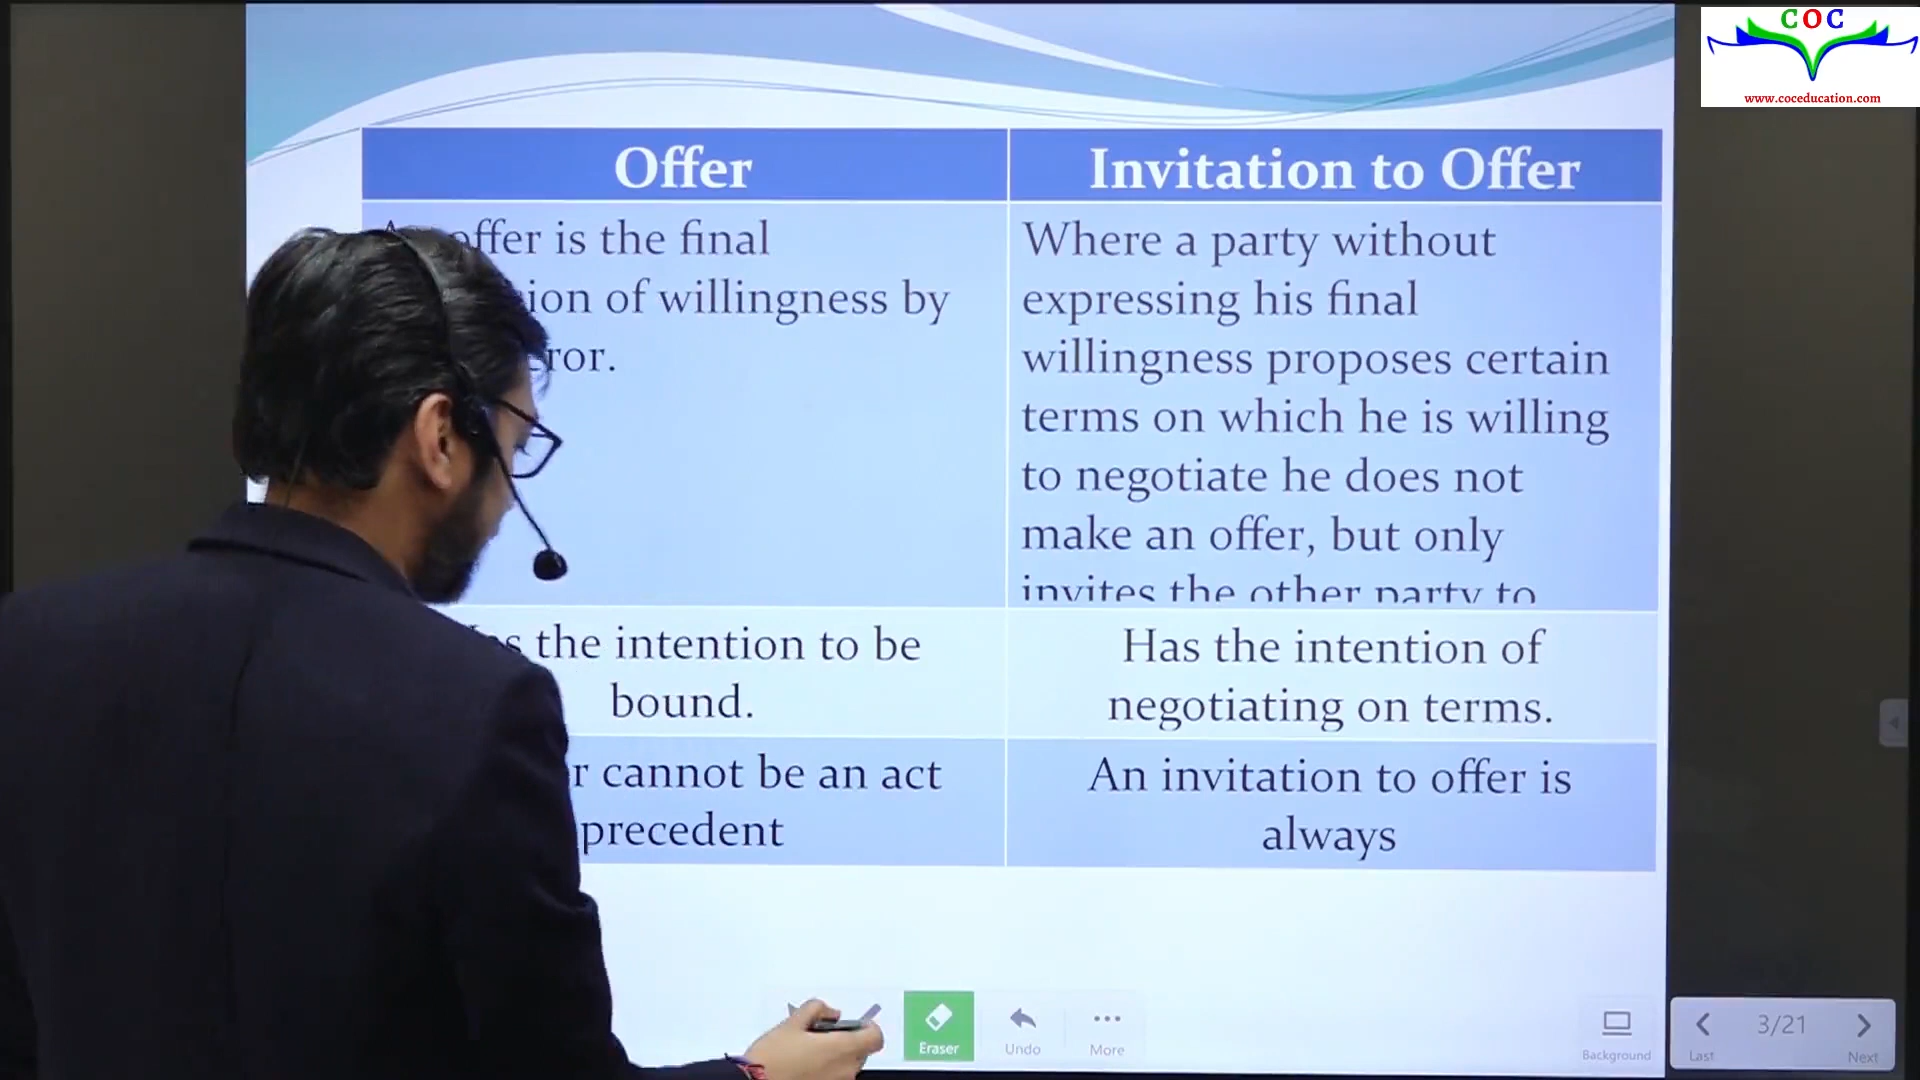 COC
www.coceducation.com
Offer
Invitation to Offer
offer is the final
of willingness by
Where a party without
expressing his final
willingness proposes certain
terms on which he is willing
to negotiate he does not
make an offer, but only
invites the other party to
the intention to be
bound.
Has the intention of
negotiating on terms.
cannot be an act
precedent
An invitation to offer is
always
Eraser
Undo
More
Background
3/21
Last
Next